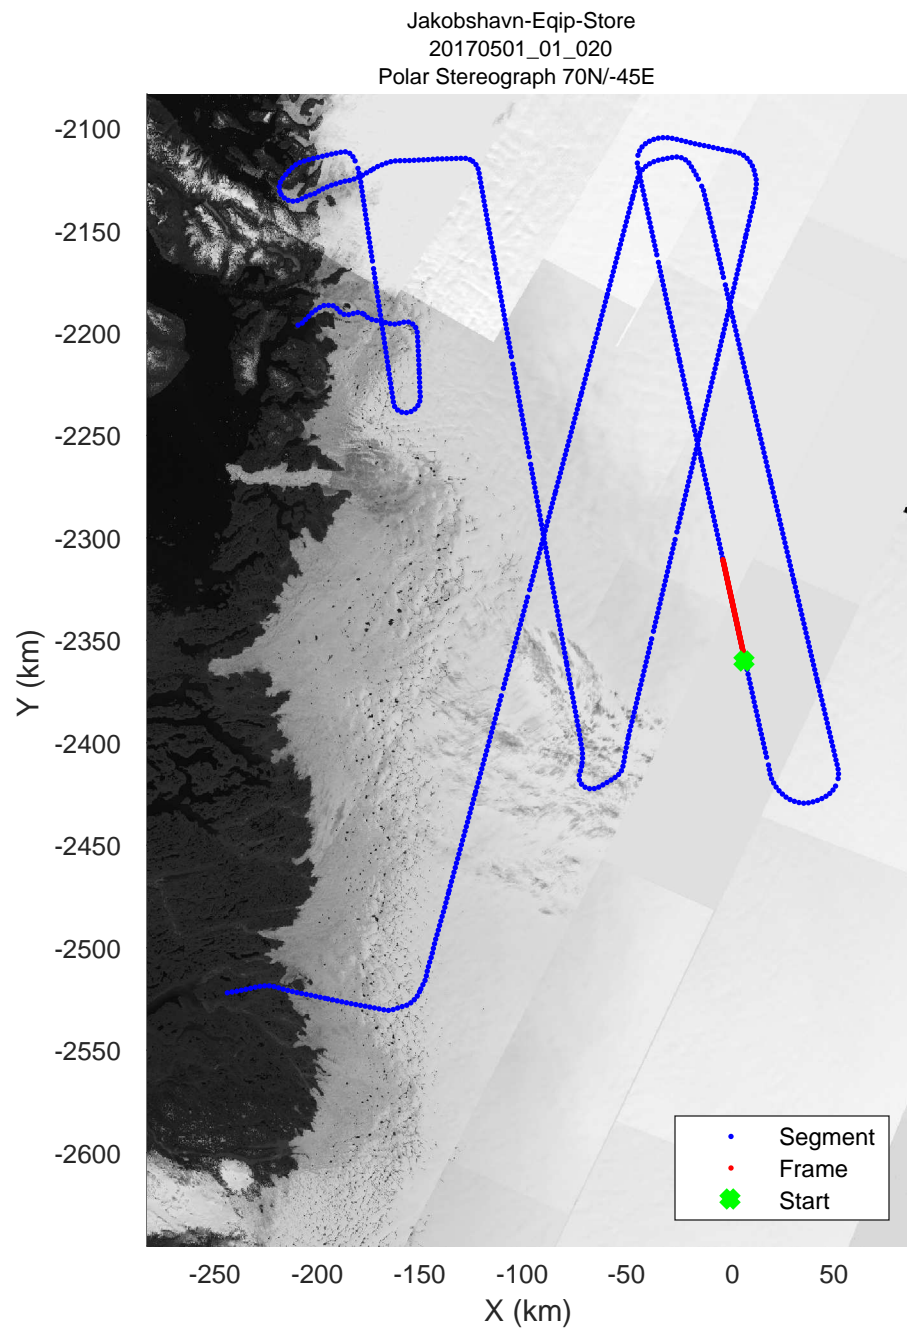 Jakobshavn-Eqip-Store
20170501_01_020
Polar Stereograph 70N/-45E
-2100
-2150
-2200
-2250
-2300
-2350
-2400
-2450
-2500
-2550
-2600
Y (km)
Segment
Frame
Start
-250 -200 -150 -100 -50 0 50
X (km)